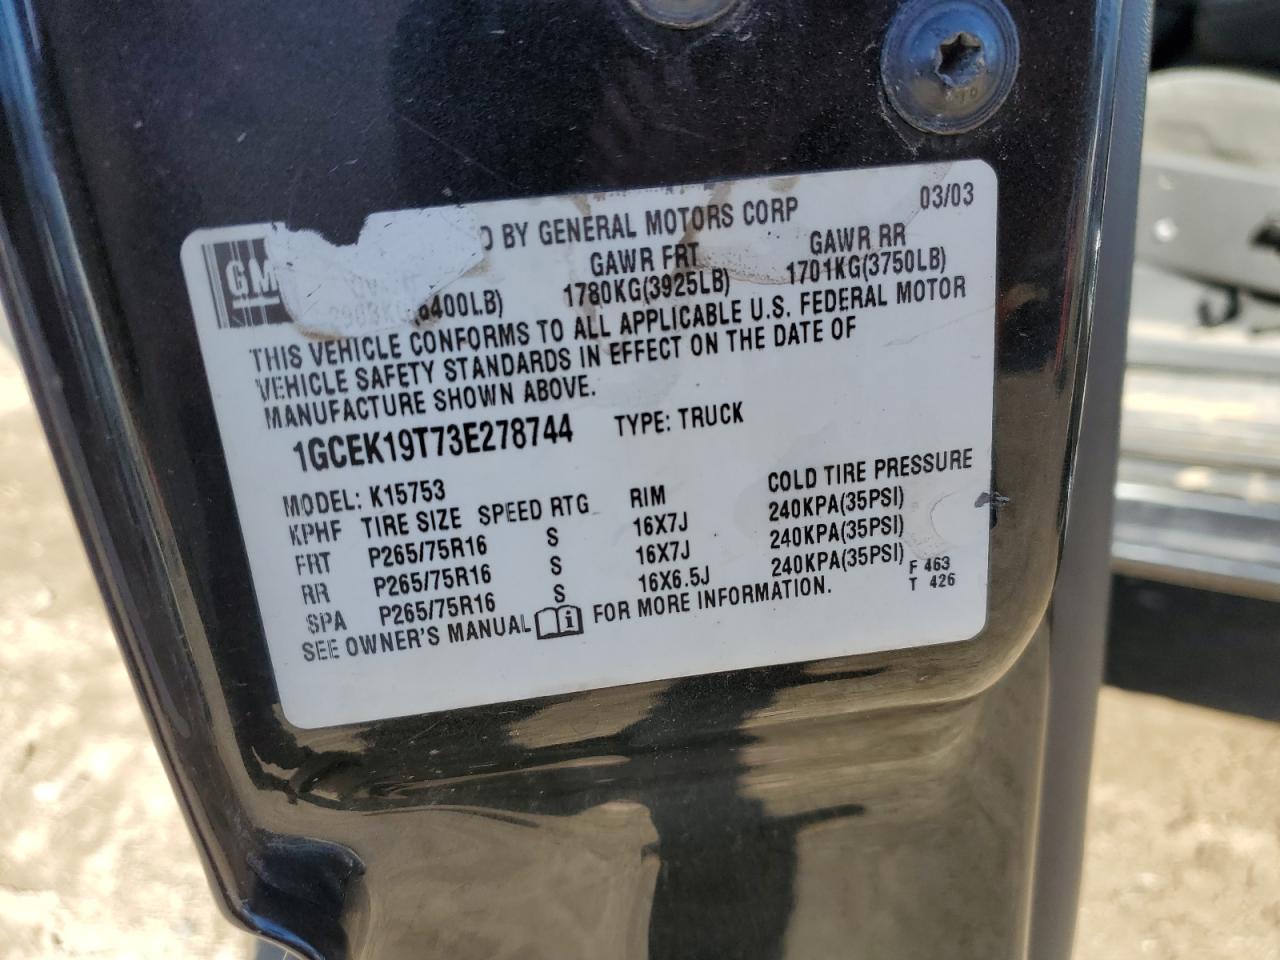 GM
BY GENERAL MOTORS CORP 03/03
GAWR FRT GAWR RR
1780KG(3925LB) 1701KG(3750LB)
THIS VEHICLE CONFORMS TO ALL APPLICABLE U.S. FEDERAL MOTOR
VEHICLE SAFETY STANDARDS IN EFFECT ON THE DATE OF
MANUFACTURE SHOWN ABOVE.
1GCEK19T73E278744 TYPE: TRUCK
MODEL: K15753
KPHF TIRE SIZE SPEED RTG RIM COLD TIRE PRESSURE
FRT P265/75R16 S 16X7J 240KPA(35PSI)
RR P265/75R16 S 16X7J 240KPA(35PSI)
SPA P265/75R16 S 16X6.5J 240KPA(35PSI)
SEE OWNER'S MANUAL FOR MORE INFORMATION.
F 463
T 426